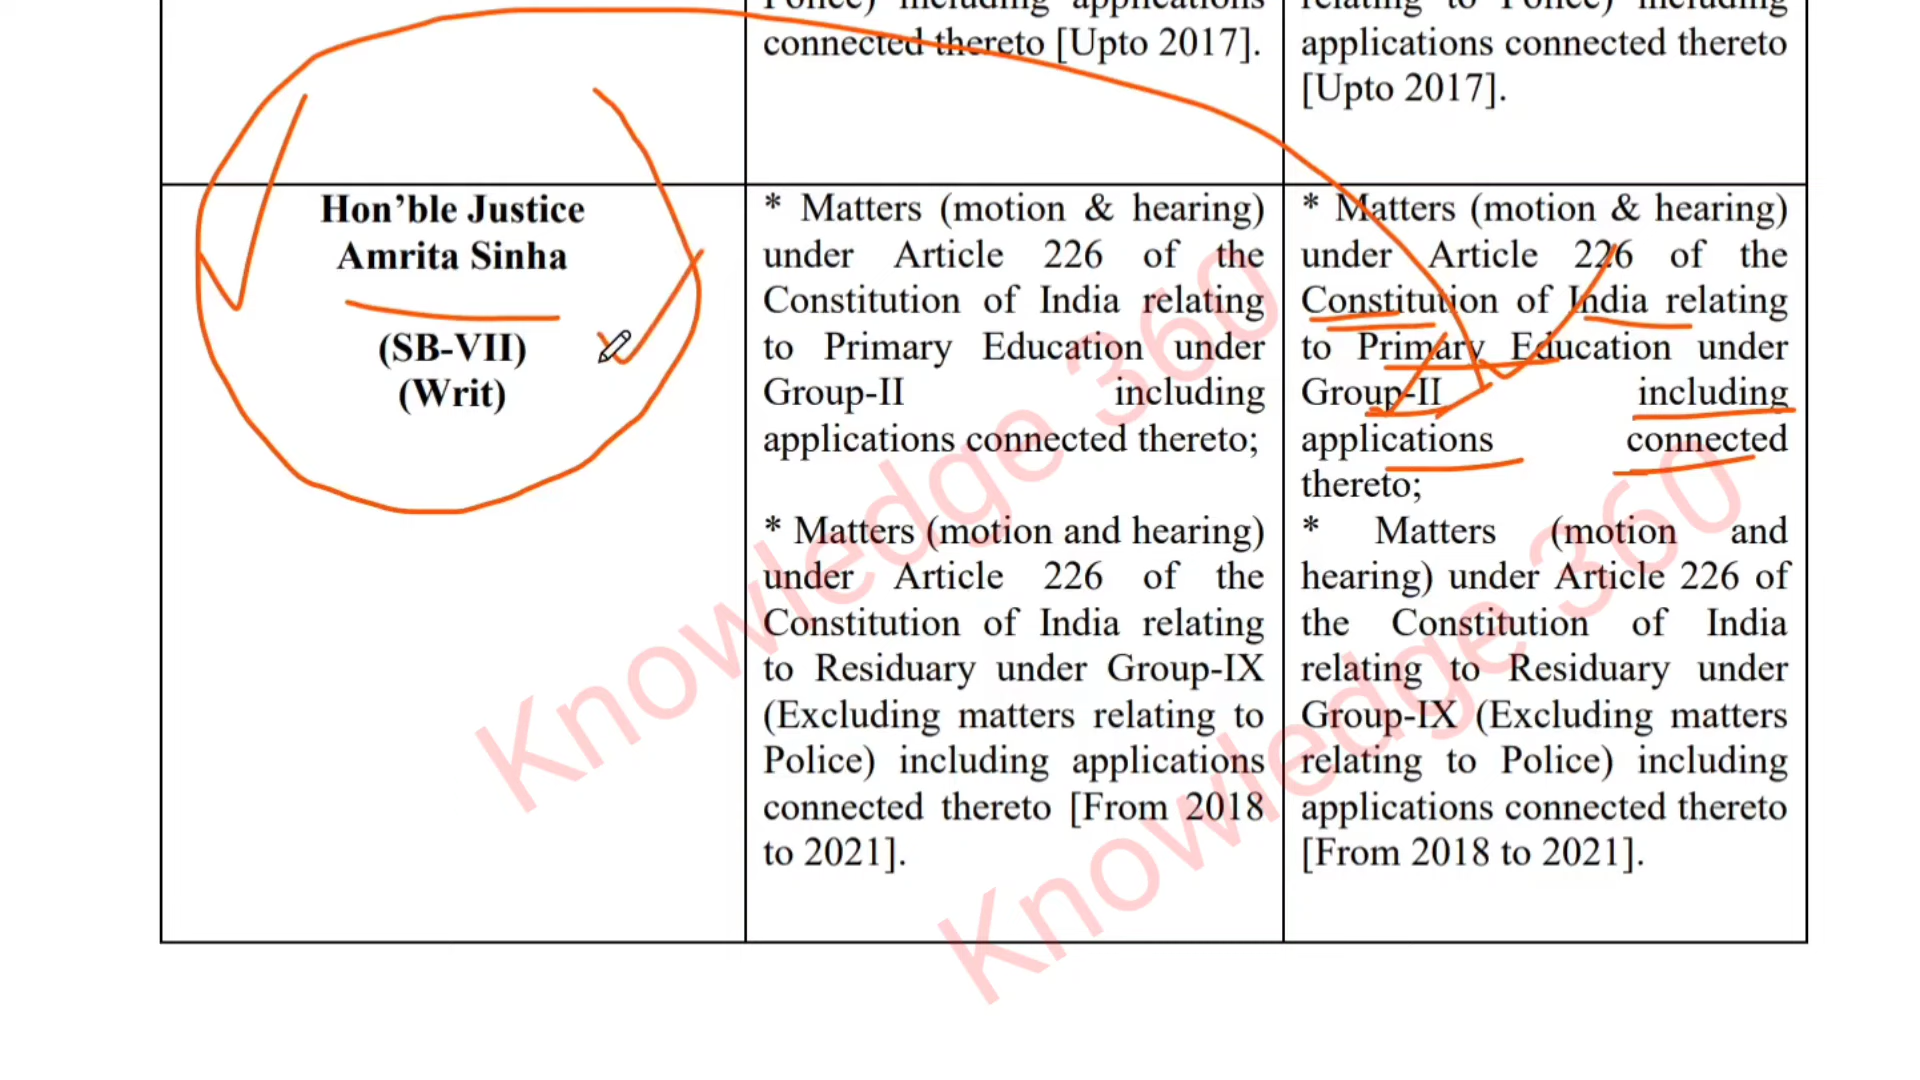 Police) including applications
connected thereto [Upto 2017].
relating to Police) including
applications connected thereto
[Upto 2017].
Hon’ble Justice
Amrita Sinha
(SB-VII)
(Writ)
* Matters (motion & hearing)
under Article 226 of the
Constitution of India relating
to Primary Education under
Group-II including
applications connected thereto;
* Matters (motion and hearing)
under Article 226 of the
Constitution of India relating
to Residuary under Group-IX
(Excluding matters relating to
Police) including applications
connected thereto [From 2018
to 2021].
* Matters (motion & hearing)
under Article 226 of the
Constitution of India relating
to Primary Education under
Group-II including
applications connected
thereto;
* Matters (motion and
hearing) under Article 226 of
the Constitution of India
relating to Residuary under
Group-IX (Excluding matters
relating to Police) including
applications connected thereto
[From 2018 to 2021].
Knowledge 360
Knowledge 360